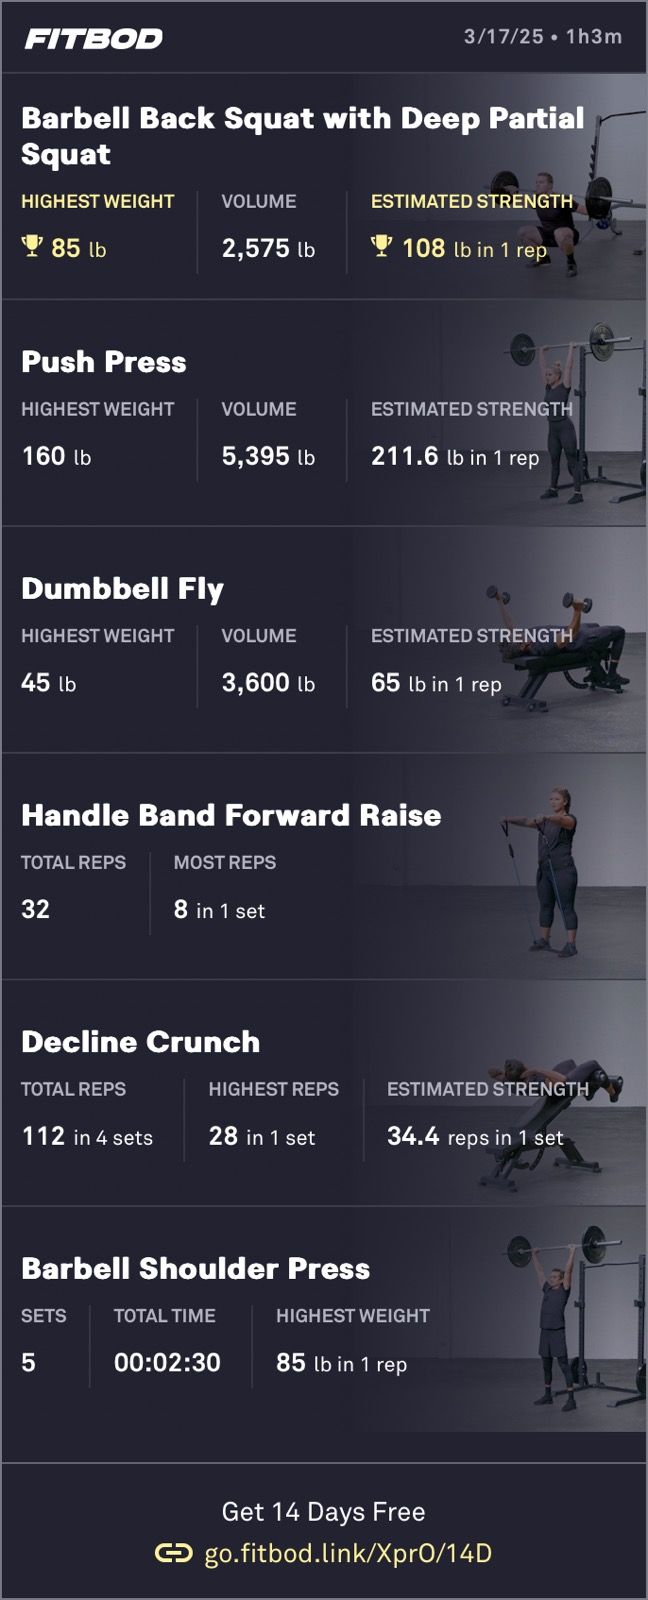 FITBOD
3/17/25 • 1h3m
Barbell Back Squat with Deep Partial
Squat
HIGHEST WEIGHT VOLUME ESTIMATED STRENGTH
85 lb 2,575 lb 108 lb in 1 rep
Push Press
HIGHEST WEIGHT VOLUME ESTIMATED STRENGTH
160 lb 5,395 lb 211.6 lb in 1 rep
Dumbbell Fly
HIGHEST WEIGHT VOLUME ESTIMATED STRENGTH
45 lb 3,600 lb 65 lb in 1 rep
Handle Band Forward Raise
TOTAL REPS MOST REPS
32 8 in 1 set
Decline Crunch
TOTAL REPS HIGHEST REPS ESTIMATED STRENGTH
112 in 4 sets 28 in 1 set 34.4 reps in 1 set
Barbell Shoulder Press
SETS TOTAL TIME HIGHEST WEIGHT
5 00:02:30 85 lb in 1 rep
Get 14 Days Free
go.fitbod.link/XprO/14D